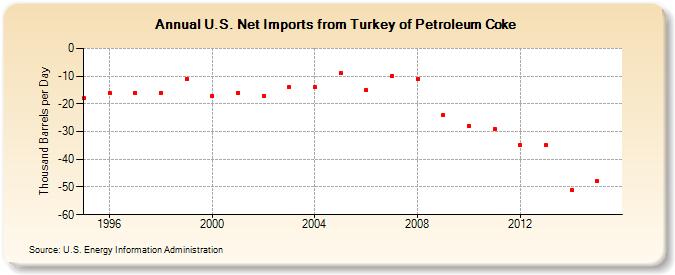 Annual U.S. Net Imports from Turkey of Petroleum Coke
Thousand Barrels per Day
0
-10
-20
-30
-40
-50
-60
1996 2000 2004 2008 2012
Source: U.S. Energy Information Administration